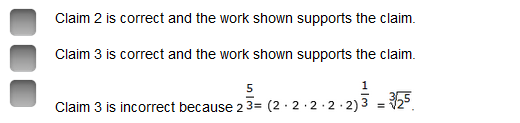 Claim 2 is correct and the work shown supports the claim.
Claim 3 is correct and the work shown supports the claim.
Claim 3 is incorrect because 2^(5/3) = (2 · 2 · 2 · 2 · 2)^(1/3) = ∛2⁵.